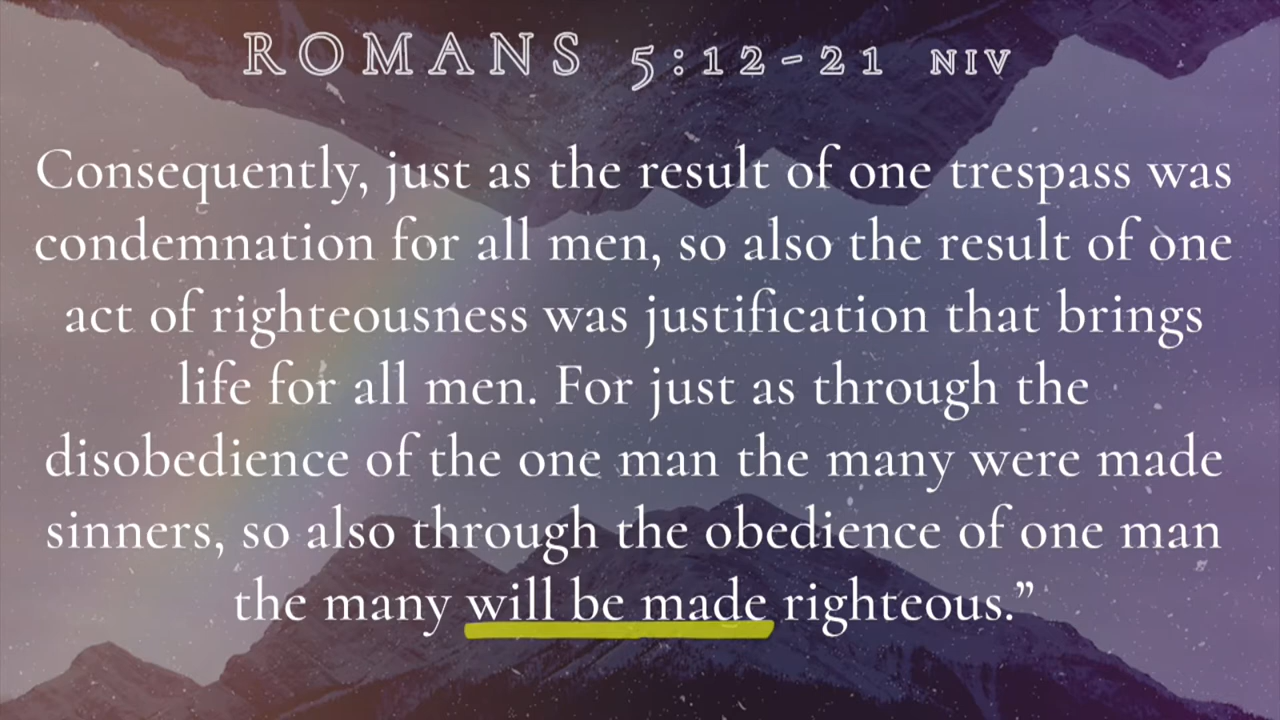 ROMANS 5:12-21 NIV
Consequently, just as the result of one trespass was
condemnation for all men, so also the result of one
act of righteousness was justification that brings
life for all men. For just as through the
disobedience of the one man the many were made
sinners, so also through the obedience of one man
the many will be made righteous.”